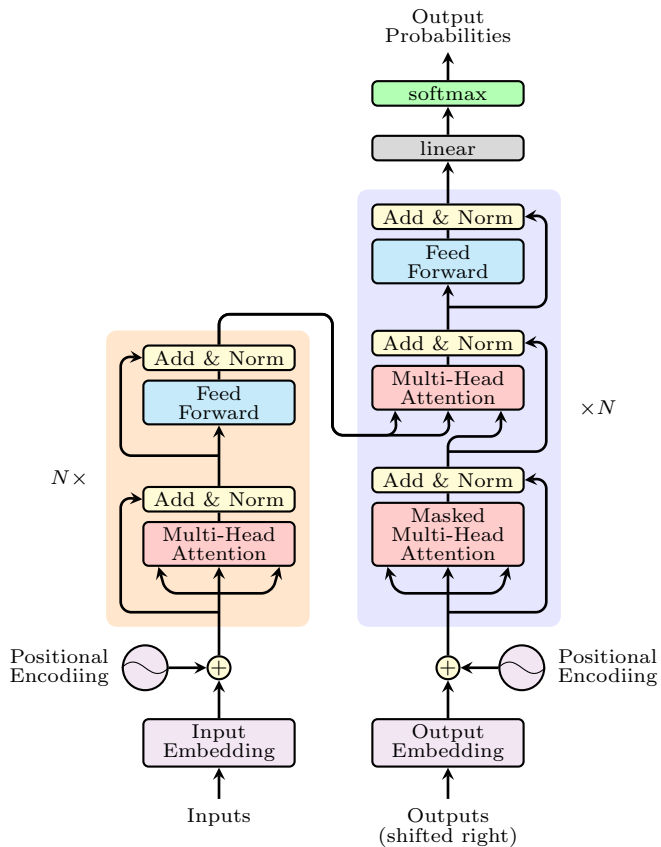 Output
Probabilities
softmax
linear
Add & Norm
Feed
Forward
Add & Norm
Multi-Head
Attention
×N
Add & Norm
Masked
Multi-Head
Attention
Add & Norm
Feed
Forward
N×
Add & Norm
Multi-Head
Attention
Positional
Encodiing
+
+
Positional
Encodiing
Input
Embedding
Output
Embedding
Inputs
Outputs
(shifted right)